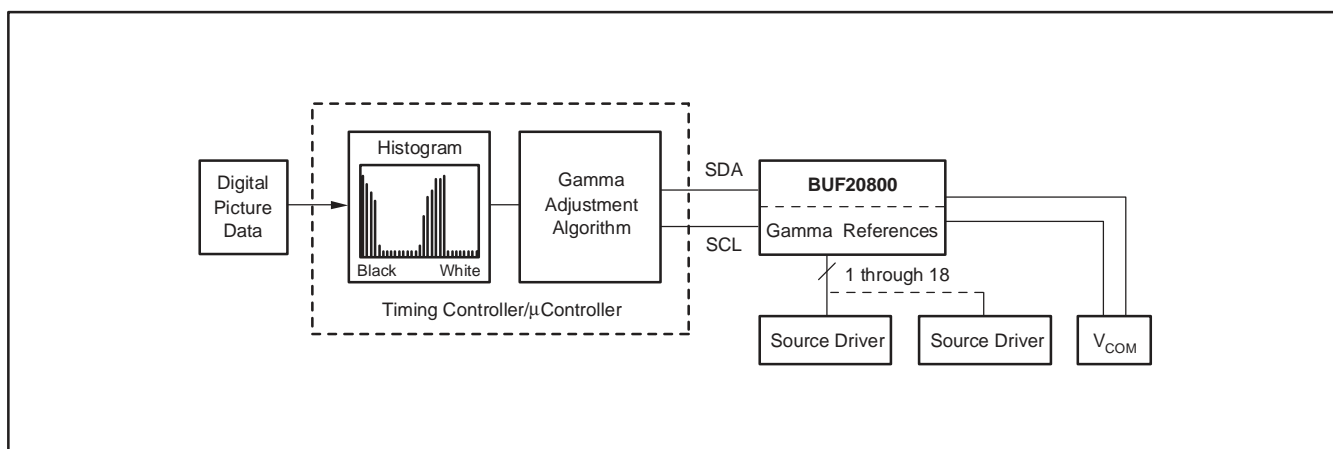 Digital
Picture
Data
Histogram
Black White
Gamma
Adjustment
Algorithm
Timing Controller/μController
SDA
SCL
BUF20800
Gamma References
1 through 18
Source Driver
Source Driver
VCOM